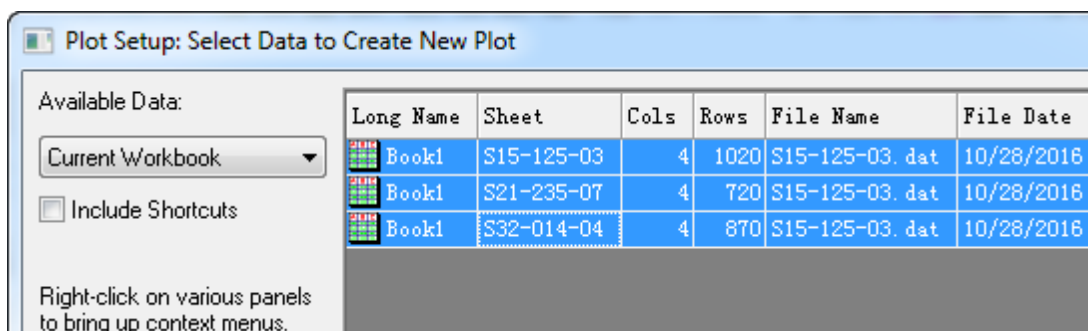 Plot Setup: Select Data to Create New Plot
Available Data:
Current Workbook
Include Shortcuts
Right-click on various panels
to bring up context menus.
Long Name Sheet Cols Rows File Name File Date
Book1 S15-125-03 4 1020 S15-125-03.dat 10/28/2016
Book1 S21-235-07 4 720 S15-125-03.dat 10/28/2016
Book1 S32-014-04 4 870 S15-125-03.dat 10/28/2016